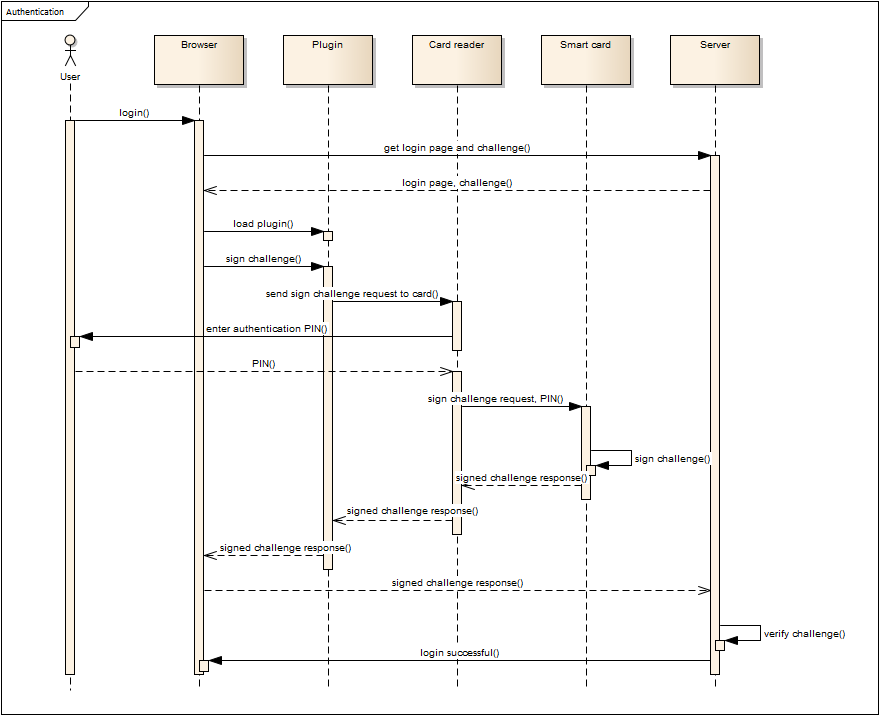 Authentication
User
Browser
Plugin
Card reader
Smart card
Server
login()
get login page and challenge()
login page, challenge()
load plugin()
sign challenge()
send sign challenge request to card()
enter authentication PIN()
PIN()
sign challenge request, PIN()
sign challenge()
signed challenge response()
signed challenge response()
signed challenge response()
signed challenge response()
verify challenge()
login successful()